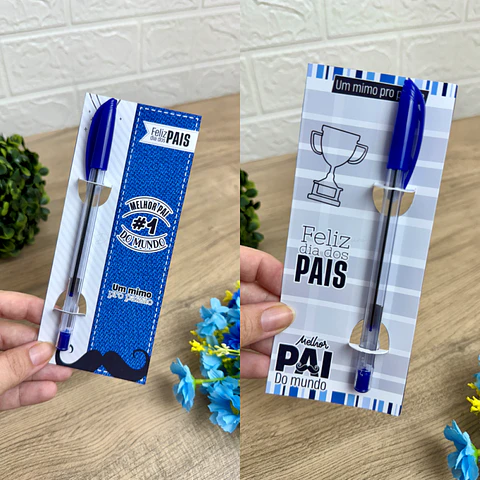 Feliz
dia dos
PAIS
MELHOR PAI
#1
DO MUNDO
Um mimo
pro
Um mimo pro
Feliz
dia dos
PAIS
Melhor
PAI
Do mundo